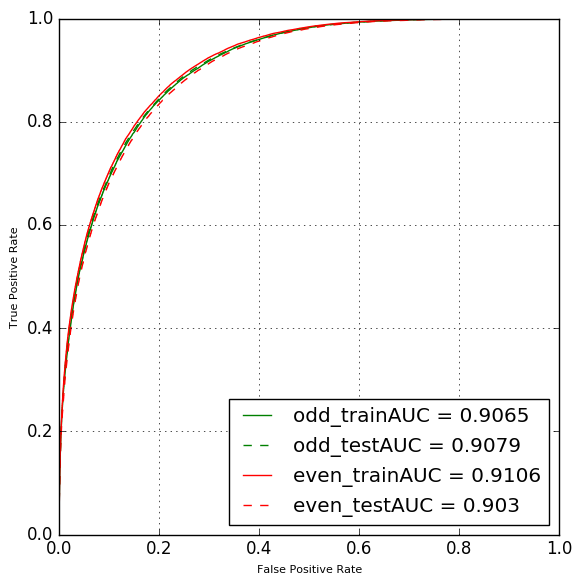 1.0
0.8
0.6
0.4
0.2
0.0
True Positive Rate
odd_trainAUC = 0.9065
odd_testAUC = 0.9079
even_trainAUC = 0.9106
even_testAUC = 0.903
0.0 0.2 0.4 0.6 0.8 1.0
False Positive Rate